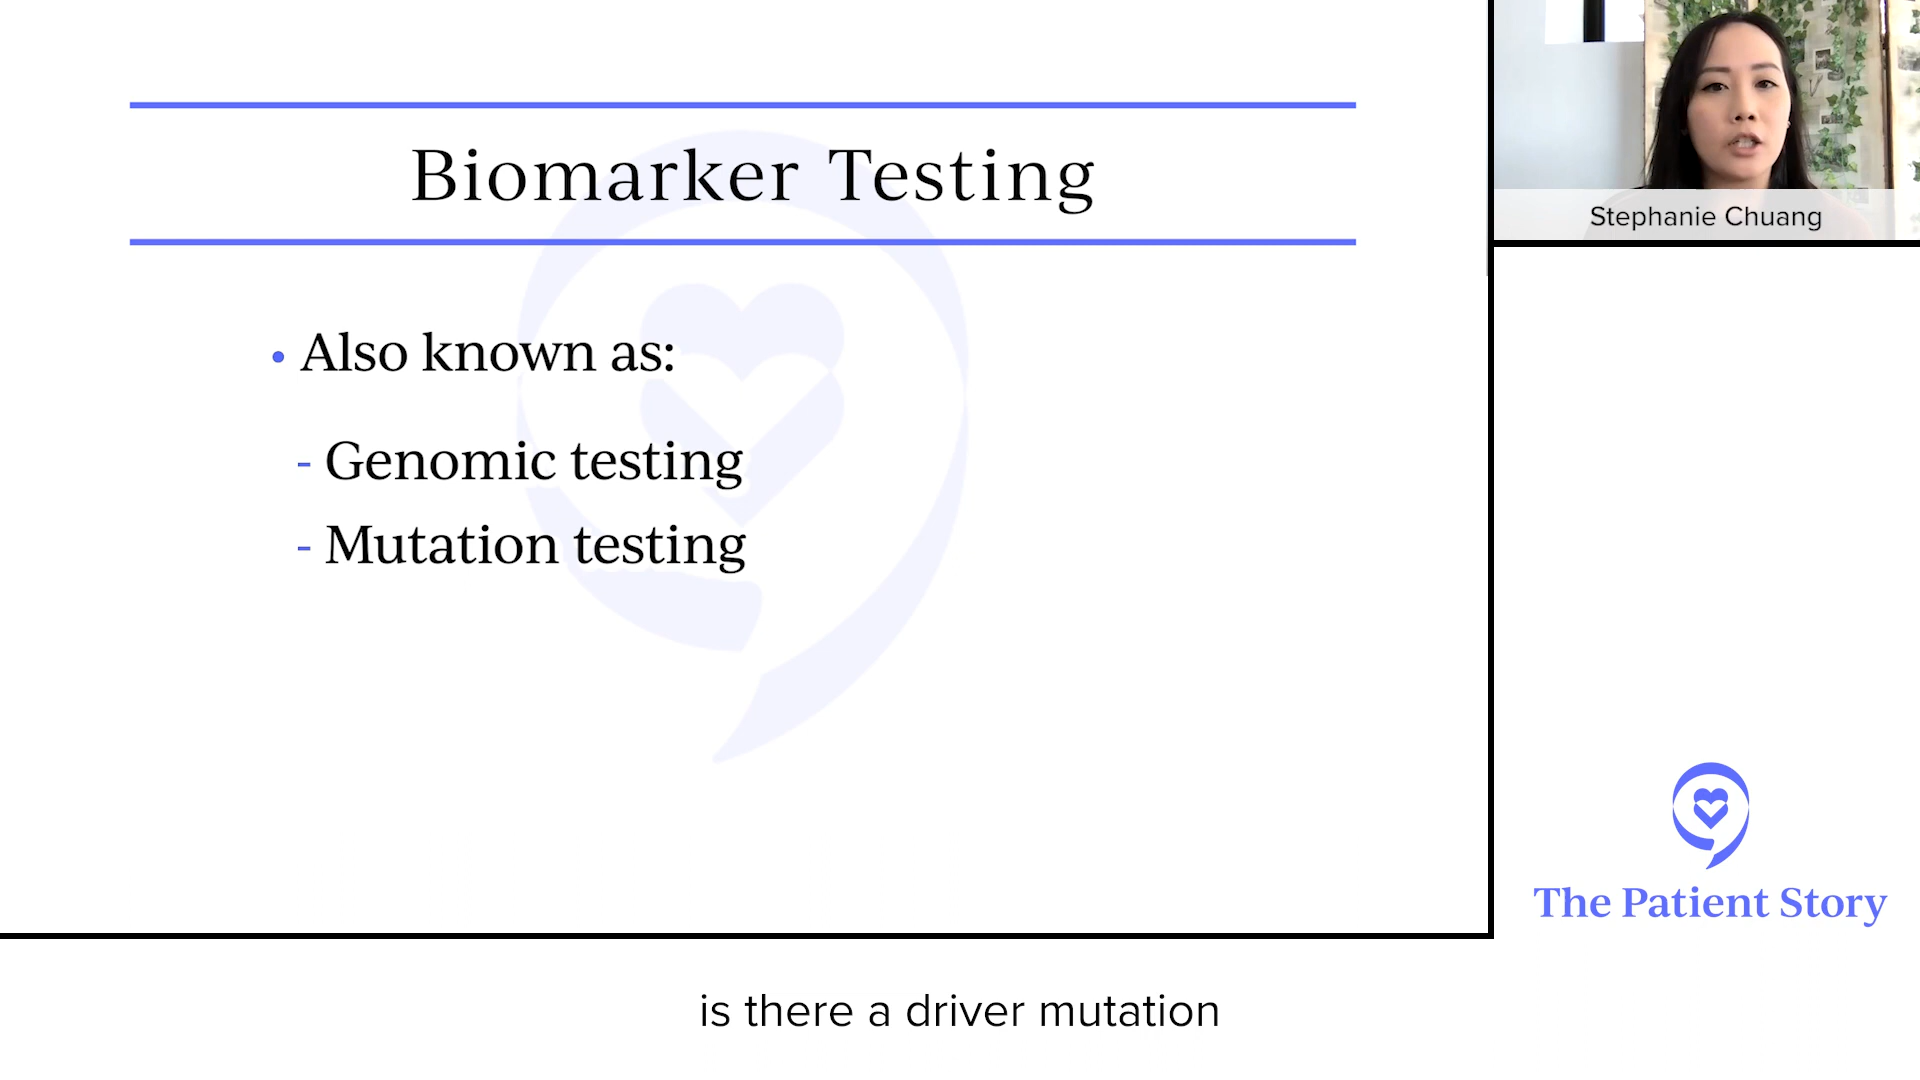 Biomarker Testing
• Also known as:
- Genomic testing
- Mutation testing
Stephanie Chuang
The Patient Story
is there a driver mutation